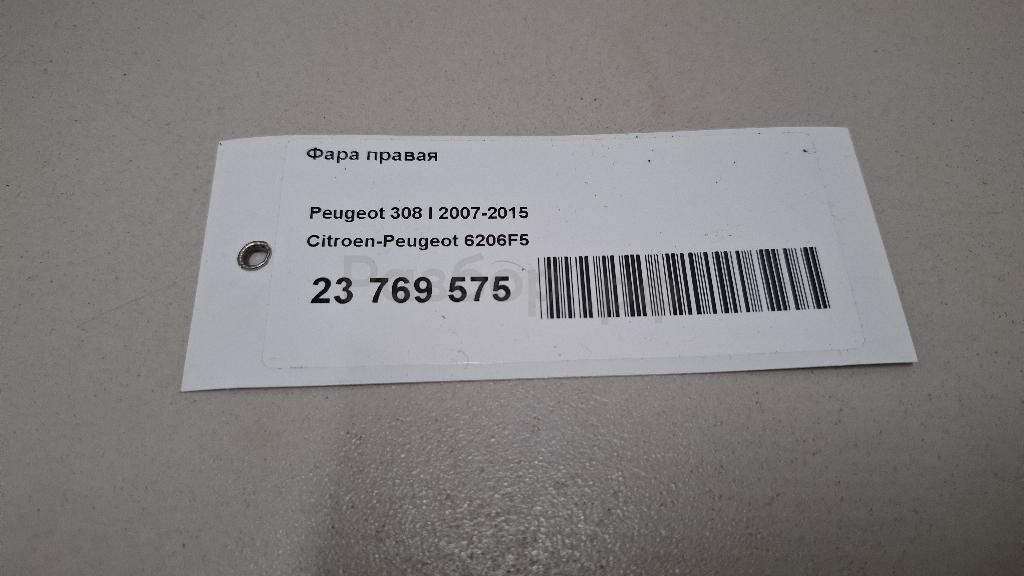 Фара правая
Peugeot 308 I 2007-2015
Citroen-Peugeot 6206F5
23 769 575